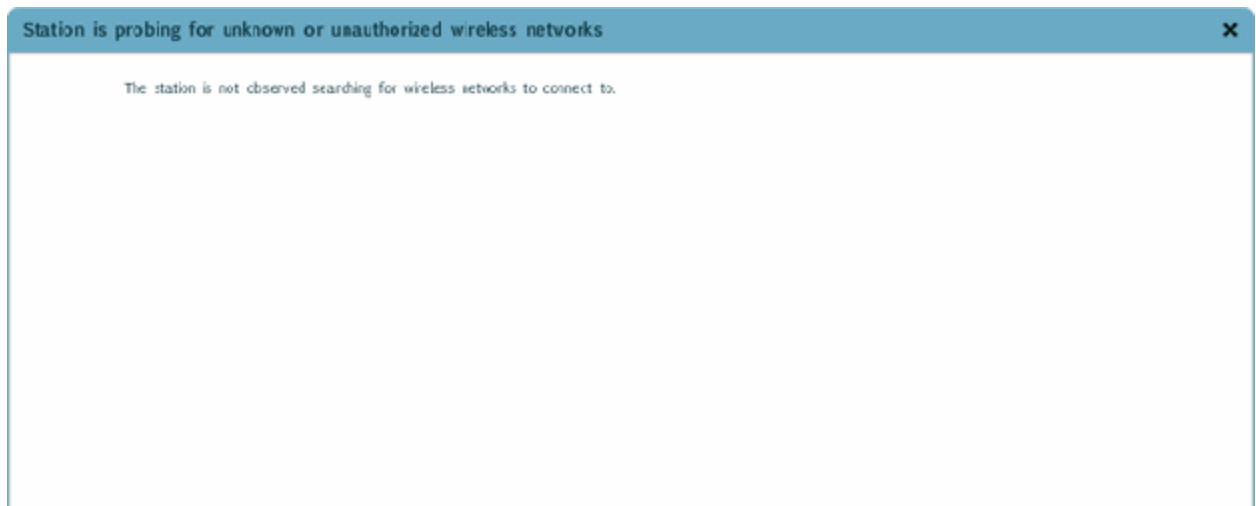 Station is probing for unknown or unauthorized wireless networks
The station is not observed searching for wireless networks to connect to.